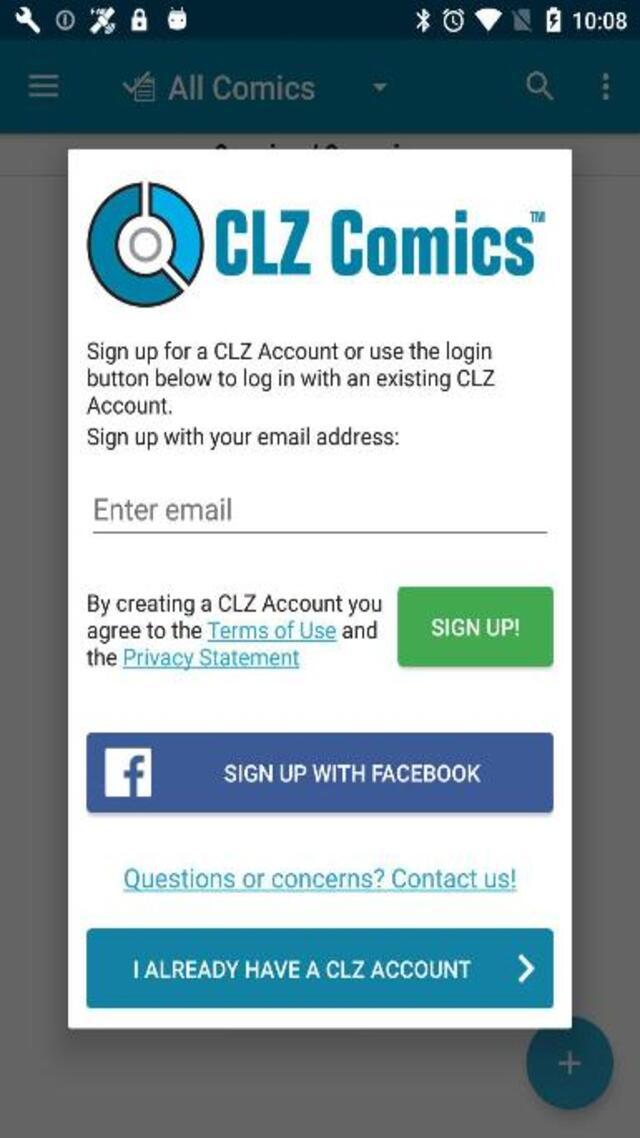 10:08
All Comics
CLZ Comics™
Sign up for a CLZ Account or use the login
button below to log in with an existing CLZ
Account.
Sign up with your email address:
Enter email
By creating a CLZ Account you
agree to the Terms of Use and
the Privacy Statement
SIGN UP!
f SIGN UP WITH FACEBOOK
Questions or concerns? Contact us!
I ALREADY HAVE A CLZ ACCOUNT